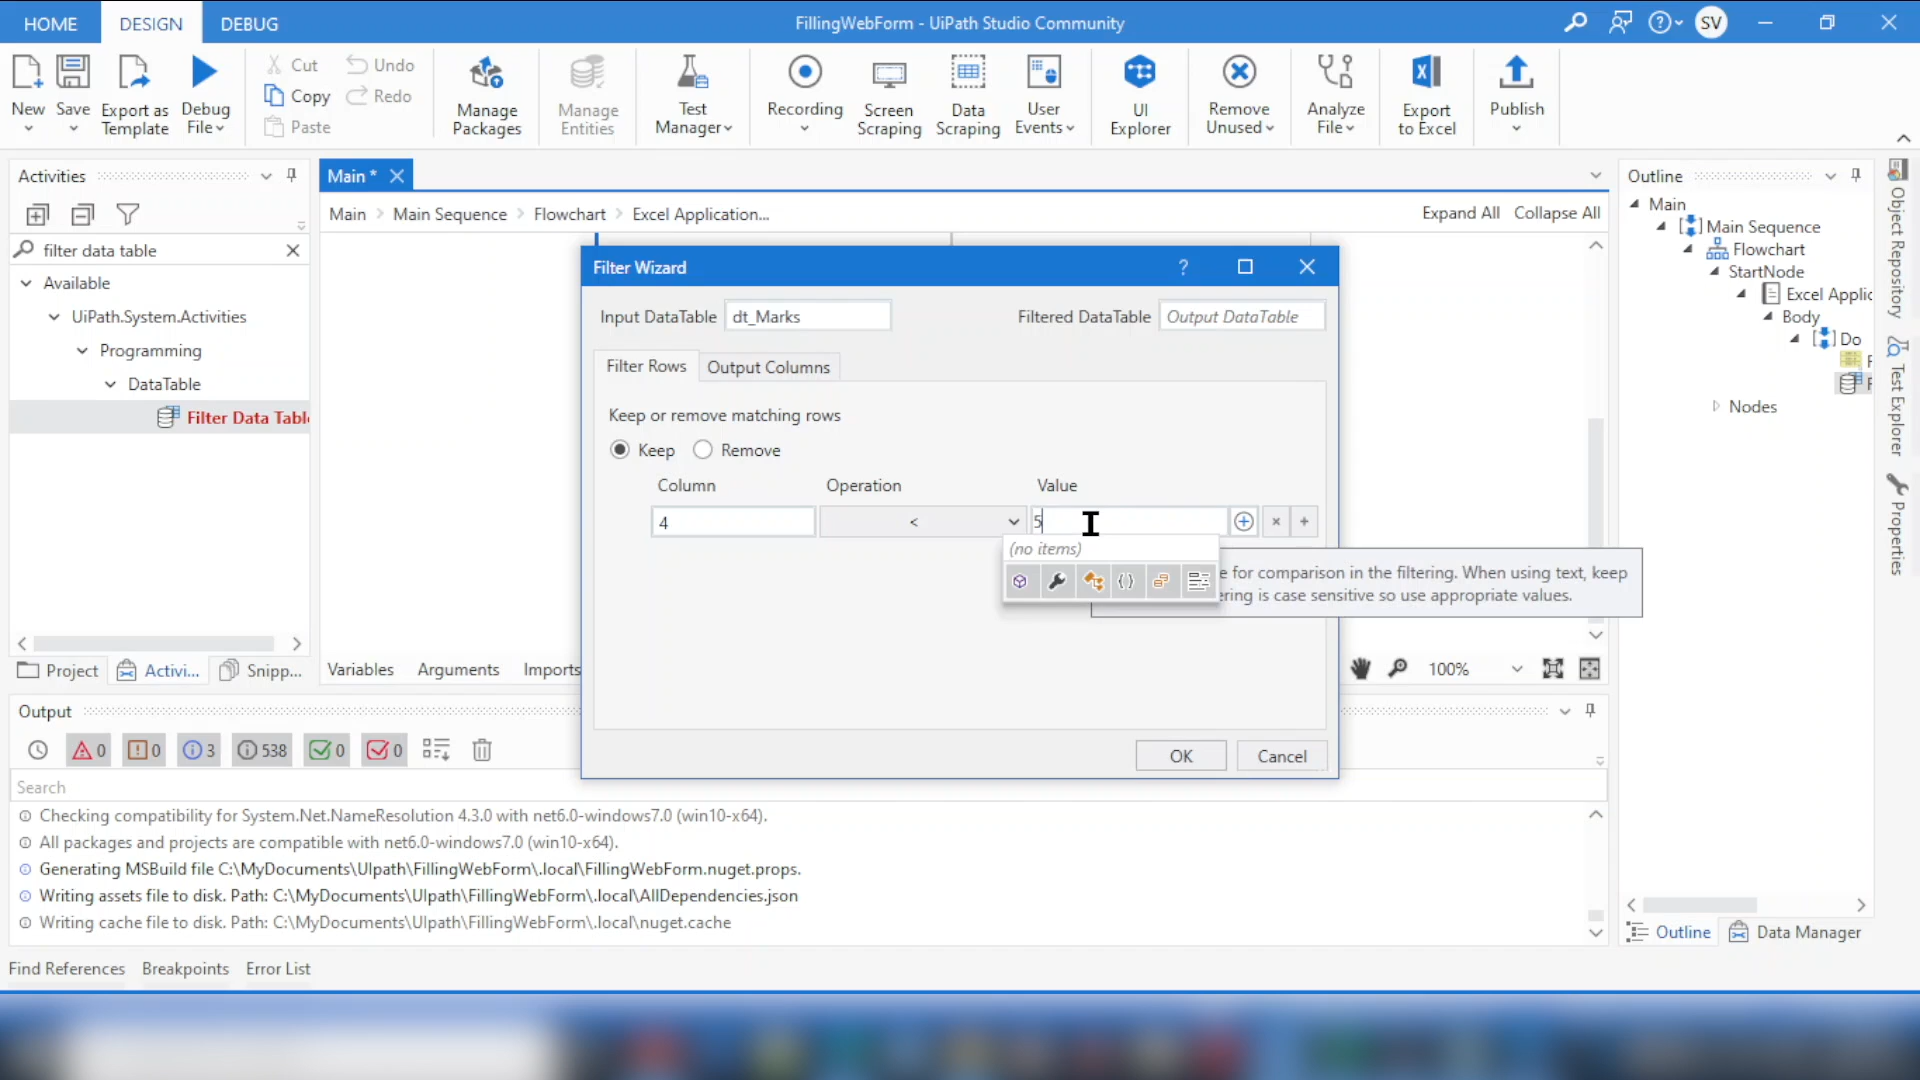 HOME DESIGN DEBUG FillingWebForm - UiPath Studio Community SV
New Save Export as Template Debug File Cut Copy Paste Undo Redo Manage Packages Manage Entities Test Manager Recording Screen Scraping Data Scraping User Events UI Explorer Remove Unused Analyze File Export to Excel Publish
Activities
filter data table
Available
UiPath.System.Activities
Programming
DataTable
Filter Data Tabl
Project Activi... Snipp...
Main *
Main > Main Sequence > Flowchart > Excel Application...
Expand All Collapse All
Filter Wizard ?
Input DataTable dt_Marks Filtered DataTable Output DataTable
Filter Rows Output Columns
Keep or remove matching rows
Keep Remove
Column Operation Value
4 < 5
(no items)
e for comparison in the filtering. When using text, keep
ring is case sensitive so use appropriate values.
OK Cancel
Variables Arguments Imports 100%
Outline
Main
Main Sequence
Flowchart
StartNode
Excel Applic
Body
Do
F
F
Nodes
Outline Data Manager
Object Repository
Test Explorer
Properties
Output
0 0 3 538 0 0
Search
Checking compatibility for System.Net.NameResolution 4.3.0 with net6.0-windows7.0 (win10-x64).
All packages and projects are compatible with net6.0-windows7.0 (win10-x64).
Generating MSBuild file C:\MyDocuments\UIpath\FillingWebForm\.local\FillingWebForm.nuget.props.
Writing assets file to disk. Path: C:\MyDocuments\UIpath\FillingWebForm\.local\AllDependencies.json
Writing cache file to disk. Path: C:\MyDocuments\UIpath\FillingWebForm\.local\nuget.cache
Find References Breakpoints Error List